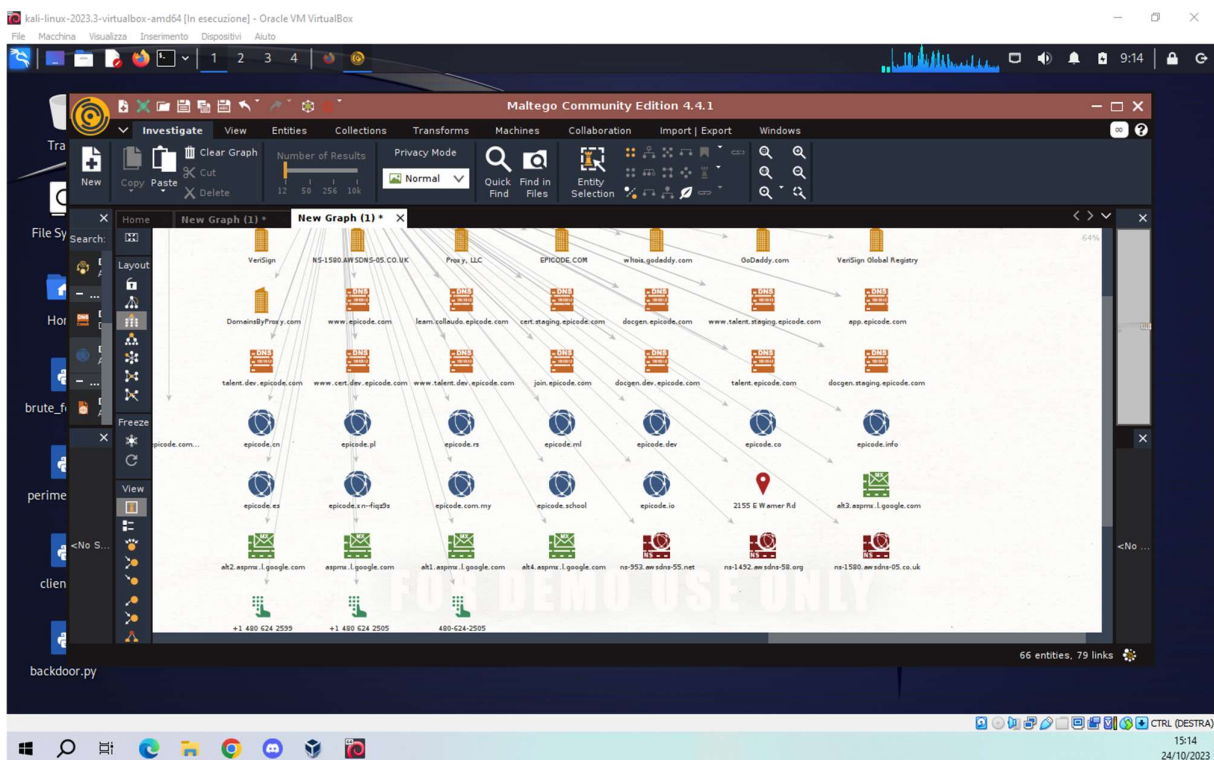 kali-linux-2023.3-virtualbox-amd64 [In esecuzione] - Oracle VM VirtualBox
File Macchina Visualizza Inserimento Dispositivi Aiuto
1 2 3 4 9:14
Maltego Community Edition 4.4.1
Investigate View Entities Collections Transforms Machines Collaboration Import | Export Windows
New
Copy Paste
Clear Graph
Cut
Delete
Number of Results
12 50 256 10k
Privacy Mode
Normal
Quick Find
Find in Files
Entity Selection
Home New Graph (1) * New Graph (1) * X
Search:
Layout
Freeze
View
<No S...
<No ...
64%
VeriSign NS-1580.AWSDNS-05.CO.UK Proxy, LLC EPICODE.COM whois.godaddy.com GoDaddy.com VeriSign Global Registry
DomainsByProxy.com www.epicode.com learn.collaudo.epicode.com cert.staging.epicode.com docgen.epicode.com www.talent.staging.epicode.com app.epicode.com
talent.dev.epicode.com www.cert.dev.epicode.com www.talent.dev.epicode.com join.epicode.com docgen.dev.epicode.com talent.epicode.com docgen.staging.epicode.com
epicode.com... epicode.cn epicode.pl epicode.rs epicode.ml epicode.dev epicode.co epicode.info
epicode.es epicode.xn--fiqz9s epicode.com.my epicode.school epicode.io 2155 E Warner Rd alt3.aspmx.l.google.com
alt2.aspmx.l.google.com aspmx.l.google.com alt1.aspmx.l.google.com alt4.aspmx.l.google.com ns-953.awsdns-55.net ns-1492.awsdns-58.org ns-1580.awsdns-05.co.uk
FOR DEMO USE ONLY
+1 480 624 2599 +1 480 624 2505 480-624-2505
66 entities, 79 links
Tra
File Sy
brute_f
perime
clien
backdoor.py
CTRL (DESTRA)
15:14
24/10/2023